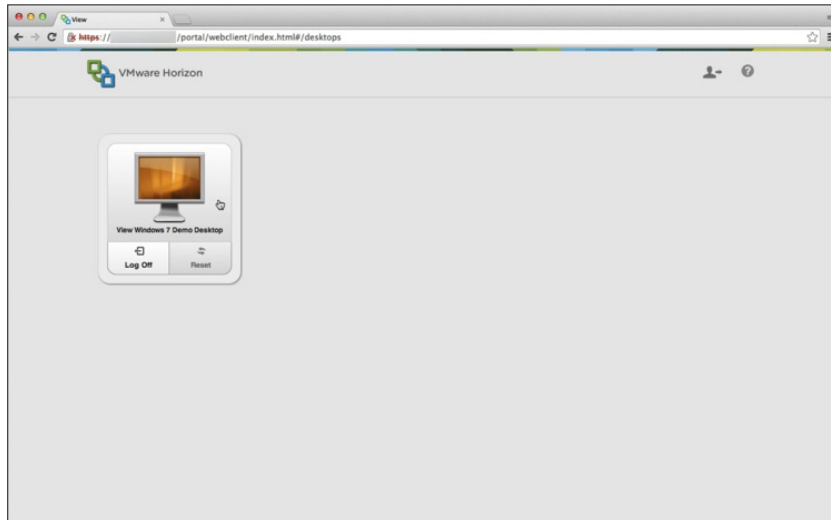 View
https:// /portal/webclient/index.html#/desktops
VMware Horizon
View Windows 7 Demo Desktop
Log Off Reset